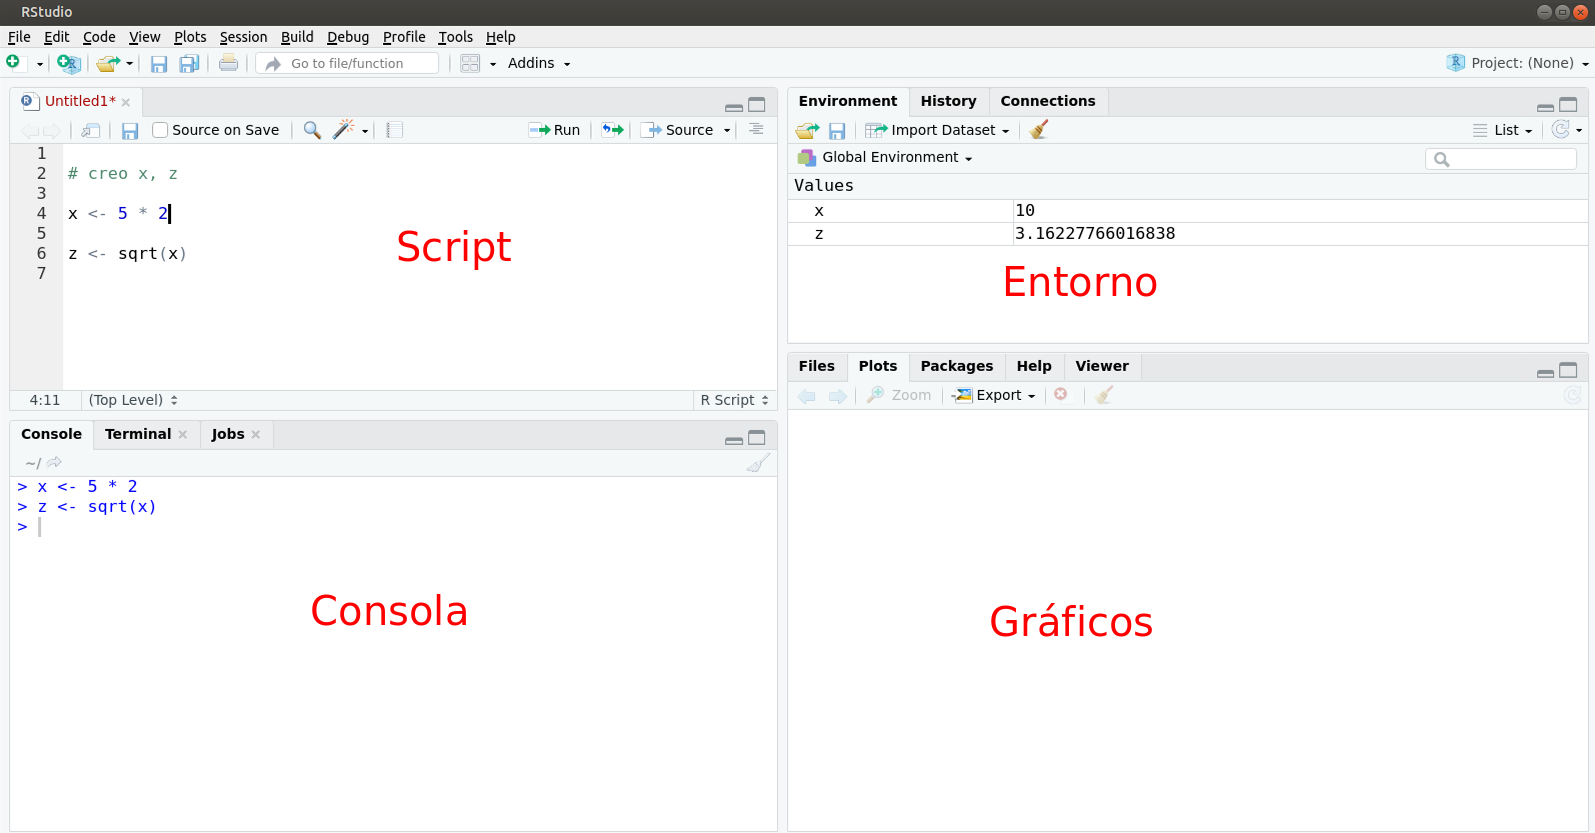 RStudio
File Edit Code View Plots Session Build Debug Profile Tools Help
Go to file/function Addins Project: (None)
Untitled1*
Source on Save Run Source
1
2 # creo x, z
3
4 x <- 5 * 2
5
6 z <- sqrt(x)
7
Script
4:11 (Top Level) R Script
Console Terminal Jobs
~/
> x <- 5 * 2
> z <- sqrt(x)
>
Consola
Environment History Connections
Import Dataset List
Global Environment
Values
x 10
z 3.16227766016838
Entorno
Files Plots Packages Help Viewer
Zoom Export
Gráficos